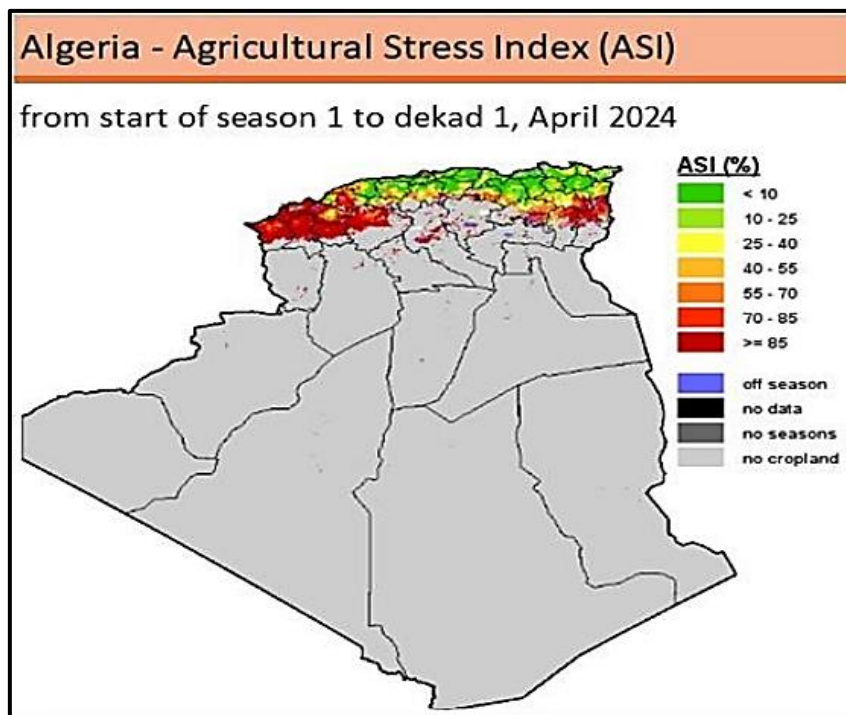 Algeria - Agricultural Stress Index (ASI)
from start of season 1 to dekad 1, April 2024
ASI (%)
< 10
10 - 25
25 - 40
40 - 55
55 - 70
70 - 85
>= 85
off season
no data
no seasons
no cropland